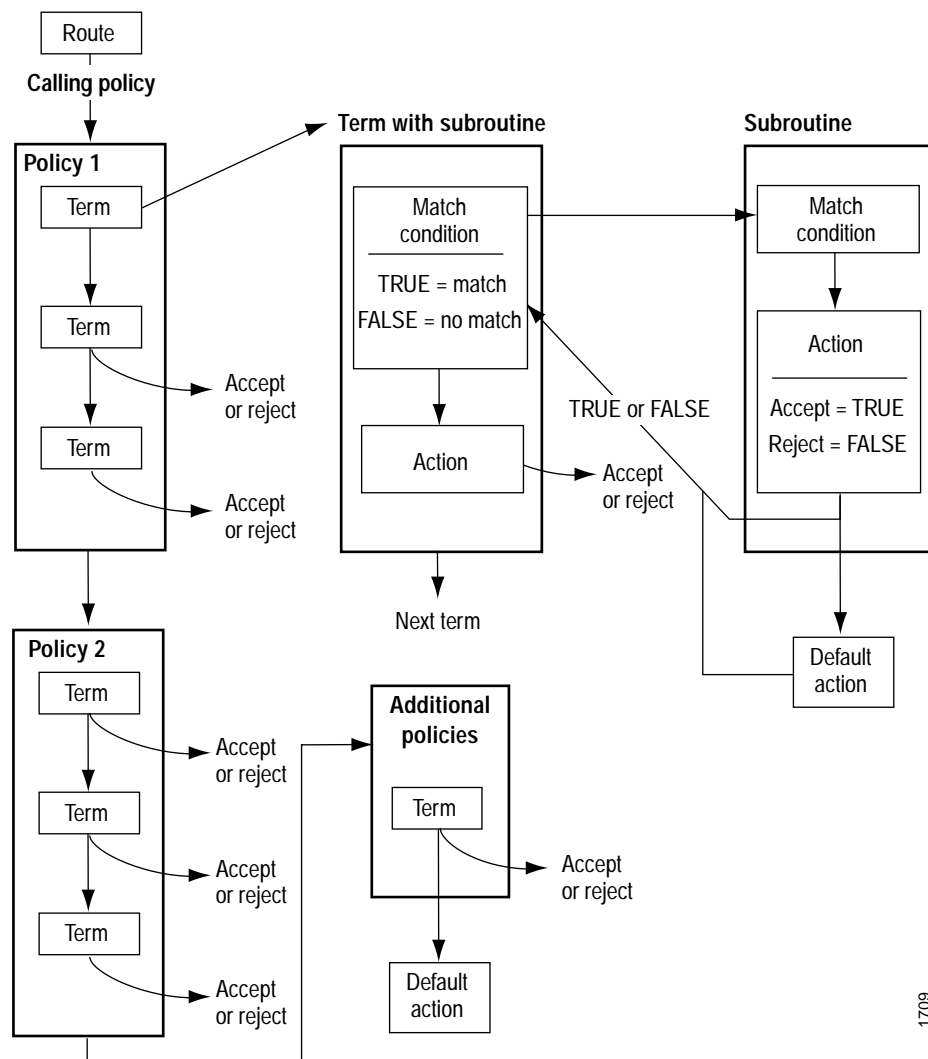 Route
Calling policy
Policy 1
Term
Term
Accept
or reject
Term
Accept
or reject
Term with subroutine
Match
condition
TRUE = match
FALSE = no match
Action
Accept
or reject
Next term
TRUE or FALSE
Subroutine
Match
condition
Action
Accept = TRUE
Reject = FALSE
Default
action
Policy 2
Term
Accept
or reject
Term
Accept
or reject
Term
Accept
or reject
Additional
policies
Term
Accept
or reject
Default
action
1709